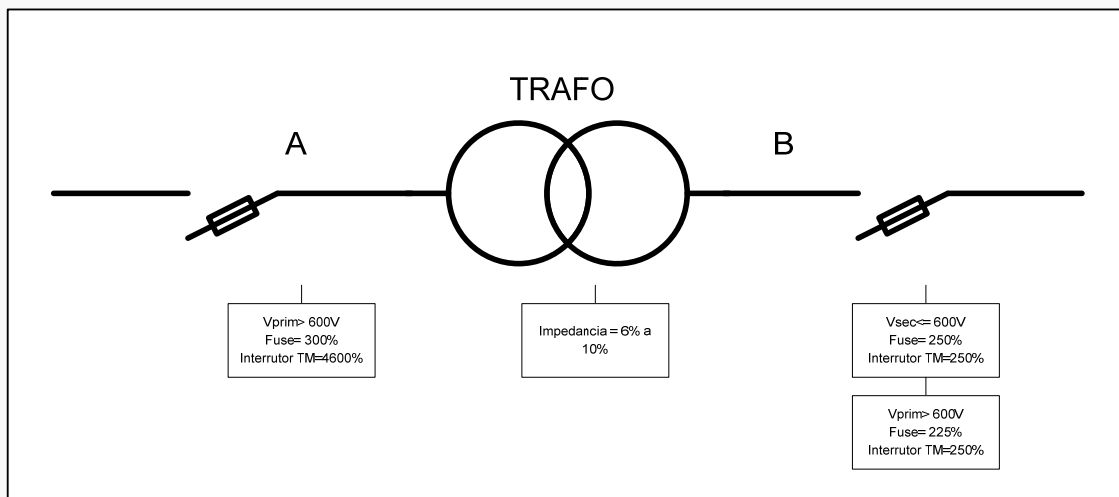 TRAFO
A
B
Vprim> 600V
Fuse= 300%
Interrutor TM=4600%
Impedancia = 6% a
10%
Vsec<= 600V
Fuse= 250%
Interrutor TM=250%
Vprim> 600V
Fuse= 225%
Interrutor TM=250%